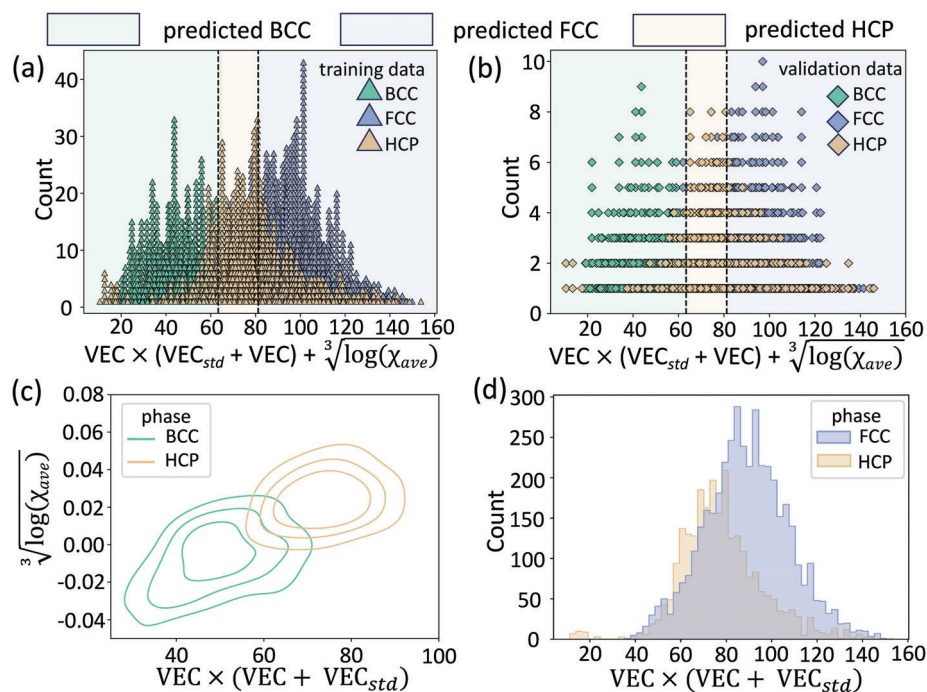 predicted BCC predicted FCC predicted HCP
(a)
training data
BCC
FCC
HCP
Count
40
30
20
10
0
20 40 60 80 100 120 140 160
VEC × (VEC_std + VEC) + ∛log(χ_ave)
(b)
validation data
BCC
FCC
HCP
Count
10
8
6
4
2
0
0 20 40 60 80 100 120 140 160
VEC × (VEC_std + VEC) + ∛log(χ_ave)
(c)
phase
BCC
HCP
∛log(χ_ave)
0.08
0.06
0.04
0.02
0.00
-0.02
-0.04
40 60 80 100
VEC × (VEC + VEC_std)
(d)
phase
FCC
HCP
Count
300
250
200
150
100
50
0
0 20 40 60 80 100 120 140 160
VEC × (VEC + VEC_std)